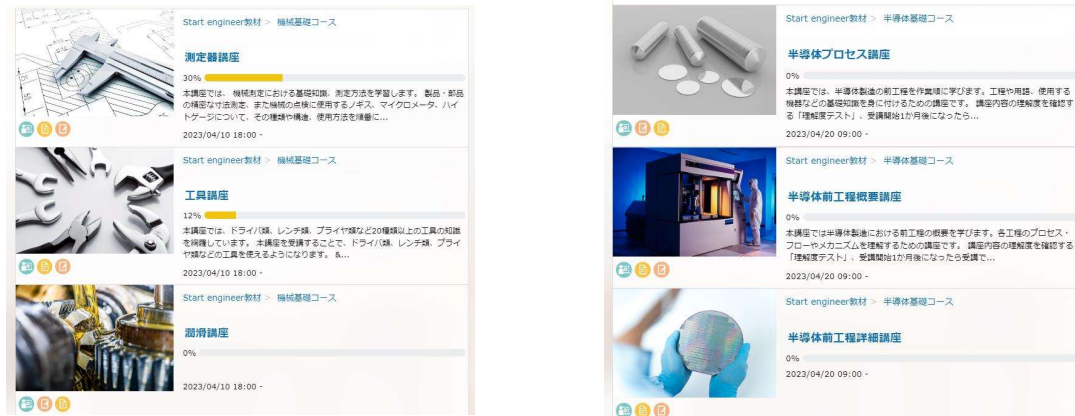 Start engineer教材 > 機械基礎コース
測定器講座
30%
本講座では、 機械測定における基礎知識、測定方法を学習します。 製品・部品
の精密な寸法測定、また機械の点検に使用するノギス、マイクロメータ、ハイ
トゲージについて、その種類や構造、使用方法を順番に...
2023/04/10 18:00 -
Start engineer教材 > 機械基礎コース
工具講座
12%
本講座では、ドライバ類、レンチ類、プライヤ類など20種類以上の工具の知識
を網羅しています。 本講座を受講することで、ドライバ類、レンチ類、プライ
ヤ類などの工具を使えるようになります。 &...
2023/04/10 18:00 -
Start engineer教材 > 機械基礎コース
潤滑講座
0%
2023/04/10 18:00 -
Start engineer教材 > 半導体基礎コース
半導体プロセス講座
0%
本講座では、半導体製造の前工程を作業順に学びます。工程や用語、使用する
機器などの基礎知識を身に付けるための講座です。 講座内容の理解度を確認す
る「理解度テスト」、受講開始1か月後になったら...
2023/04/20 09:00 -
Start engineer教材 > 半導体基礎コース
半導体前工程概要講座
0%
本講座では半導体製造における前工程の概要を学びます。各工程のプロセス・
フローやメカニズムを理解するための講座です。 講座内容の理解度を確認する
「理解度テスト」、受講開始1か月後になったら受講で...
2023/04/20 09:00 -
Start engineer教材 > 半導体基礎コース
半導体前工程詳細講座
0%
2023/04/20 09:00 -